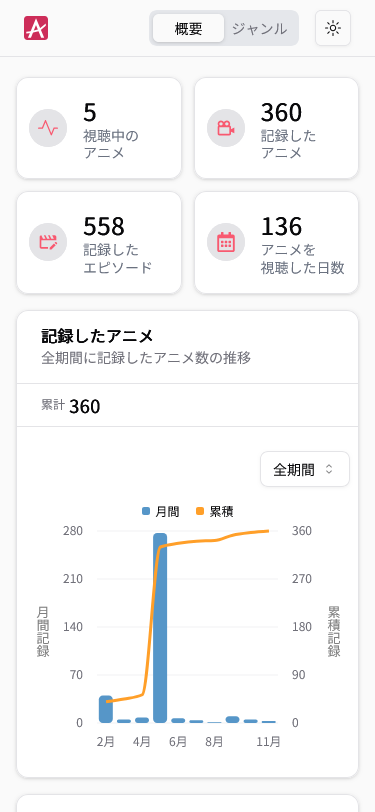 概要
ジャンル
5
視聴中の
アニメ
360
記録した
アニメ
558
記録した
エピソード
136
アニメを
視聴した日数
記録したアニメ
全期間に記録したアニメ数の推移
累計 360
全期間
月間 累積
280
210
140
70
0
月間記録
360
270
180
90
0
累積記録
2月 4月 6月 8月 11月